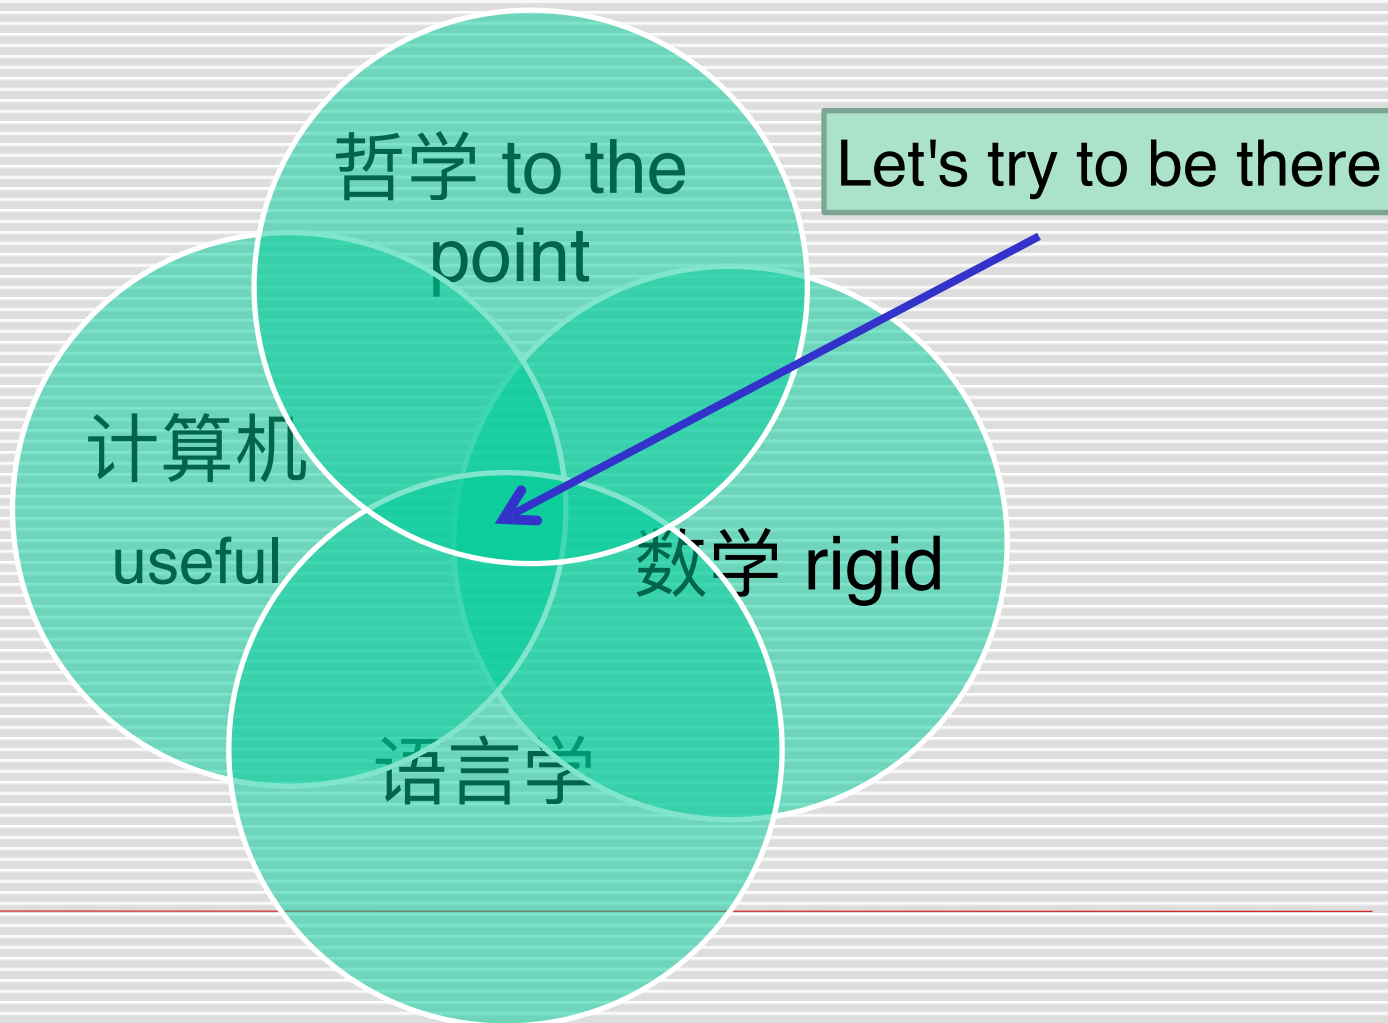 哲学 to the
point
Let's try to be there
计算机
useful
数学 rigid
语言学